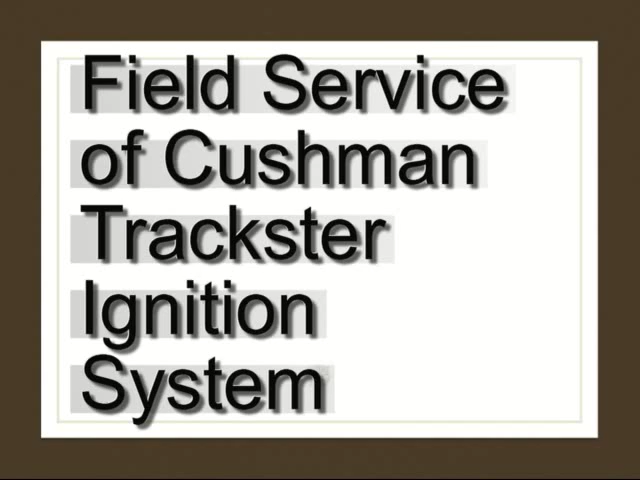 Field Service
of Cushman
Trackster
Ignition
System